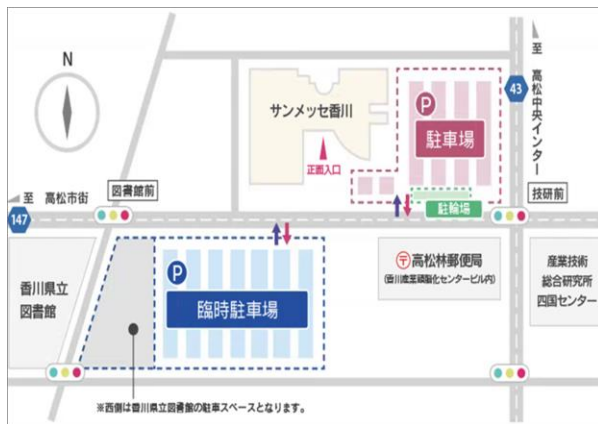 N
至 高松中央インター
43
サンメッセ香川
正面入口
P
駐車場
駐輪場
図書館前
技研前
至 高松市街
147
香川県立
図書館
P
臨時駐車場
〒高松林郵便局
(香川産業頭脳化センタービル内)
産業技術
総合研究所
四国センター
※西側は香川県立図書館の駐車スペースとなります。